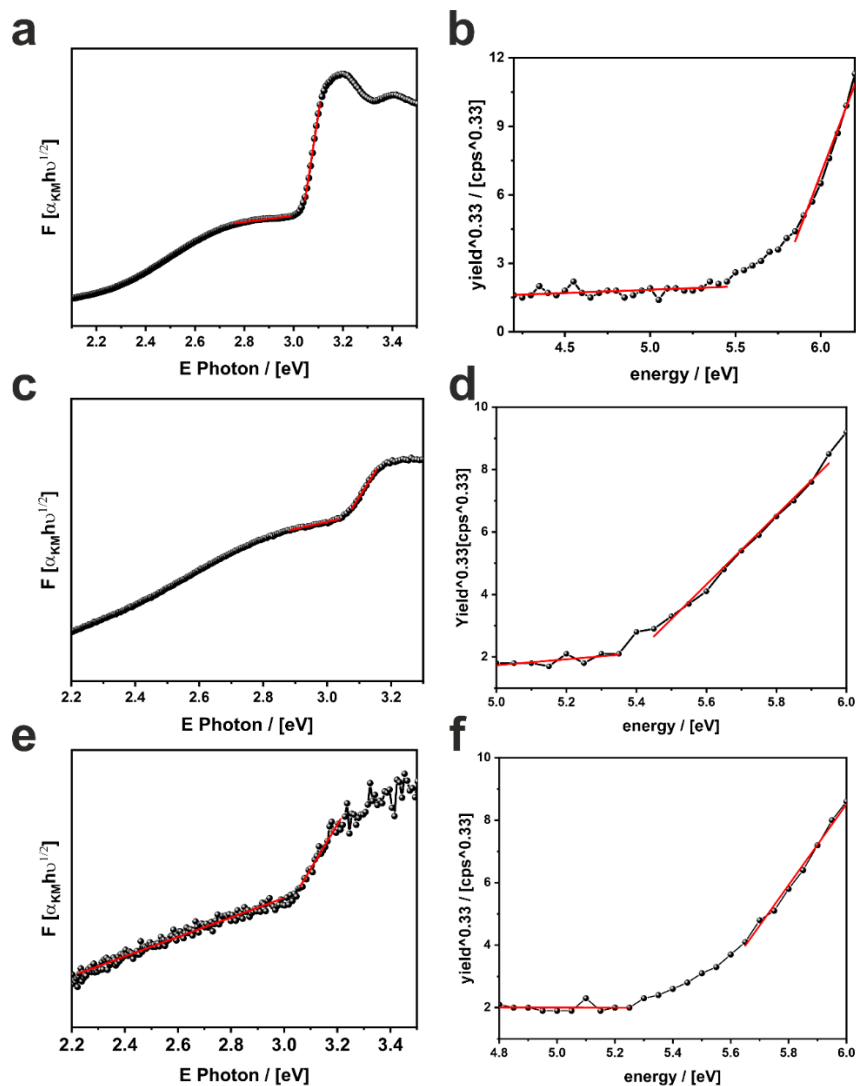 a
F [αKMhυ1/2]
2.2 2.4 2.6 2.8 3.0 3.2 3.4
E Photon / [eV]
b
yield^0.33 / [cps^0.33]
12
9
6
3
0
4.5 5.0 5.5 6.0
energy / [eV]
c
F [αKMhυ1/2]
2.2 2.4 2.6 2.8 3.0 3.2
E Photon / [eV]
d
Yield^0.33[cps^0.33]
10
8
6
4
2
5.0 5.2 5.4 5.6 5.8 6.0
energy / [eV]
e
F [αKMhυ1/2]
2.2 2.4 2.6 2.8 3.0 3.2 3.4
E Photon / [eV]
f
yield^0.33 / [cps^0.33]
10
8
6
4
2
4.8 5.0 5.2 5.4 5.6 5.8 6.0
energy / [eV]